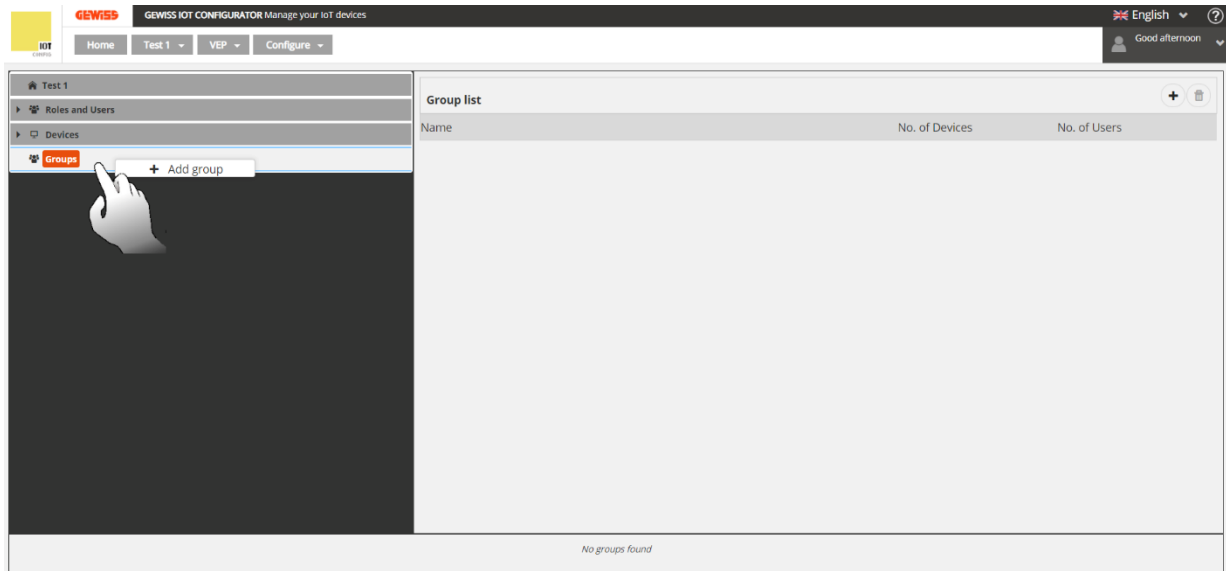 GEWISS GEWISS IOT CONFIGURATOR Manage your IoT devices English ?
IOT
Home Test 1 VEP Configure Good afternoon
Test 1
Roles and Users
Devices
Groups
+ Add group
Group list
Name No. of Devices No. of Users
No groups found